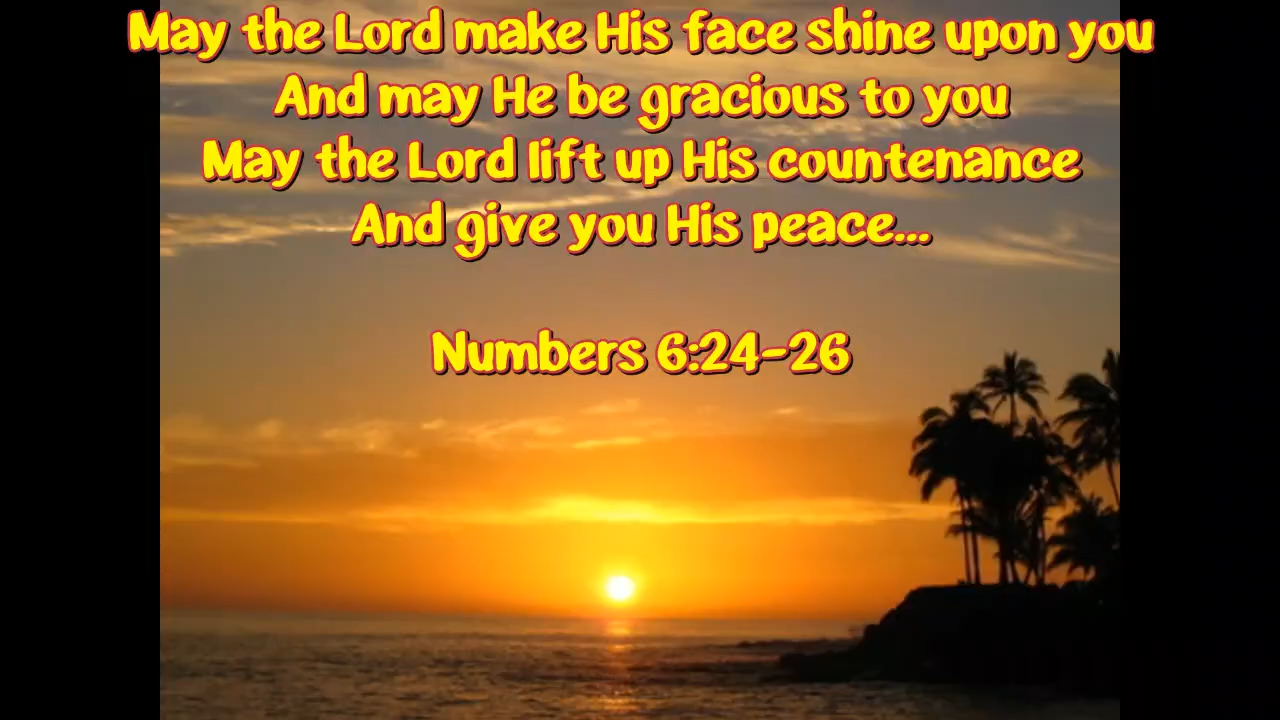 May the Lord make His face shine upon you
And may He be gracious to you
May the Lord lift up His countenance
And give you His peace...
Numbers 6:24-26